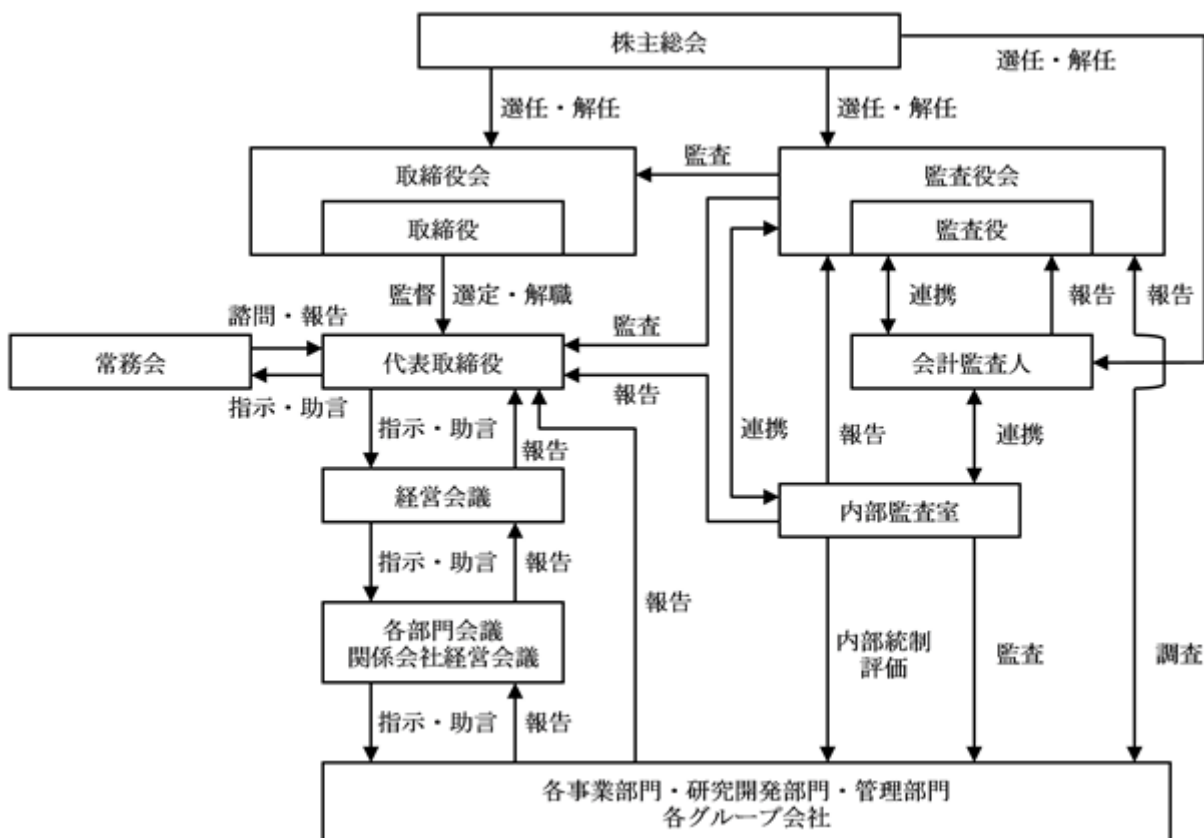 株主総会
選任・解任
選任・解任
選任・解任
取締役会
監査
監査役会
取締役
監査役
監督
選定・解職
連携
報告
報告
諮問・報告
監査
常務会
代表取締役
会計監査人
指示・助言
報告
指示・助言
報告
連携
報告
連携
経営会議
内部監査室
指示・助言
報告
報告
各部門会議
関係会社経営会議
内部統制
評価
監査
調査
指示・助言
報告
各事業部門・研究開発部門・管理部門
各グループ会社